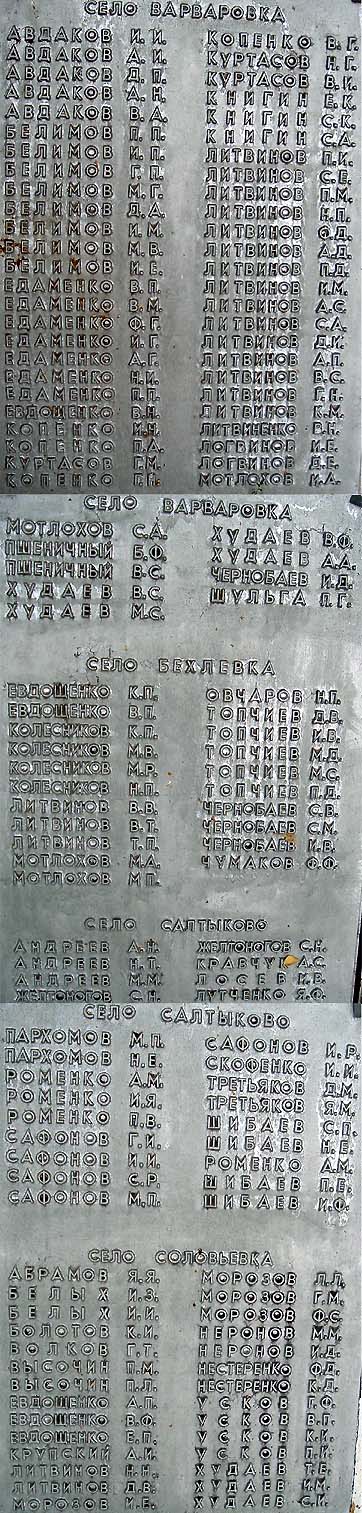 СЕЛО ВАРВАРОВКА
АВДАКОВ И.И.
АВДАКОВ А.И.
АВДАКОВ Д.П.
АВДАКОВ А.Н.
АВДАКОВ В.А.
БЕЛИМОВ П.П.
БЕЛИМОВ И.П.
БЕЛИМОВ Г.П.
БЕЛИМОВ М.Г.
БЕЛИМОВ Д.А.
БЕЛИМОВ И.М.
БЕЛИМОВ М.В.
БЕЛИМОВ И.Е.
ЕДАМЕНКО В.П.
ЕДАМЕНКО В.М.
ЕДАМЕНКО Ф.Г.
ЕДАМЕНКО И.Г.
ЕДАМЕНКО А.Г.
ЕДАМЕНКО Н.И.
ЕДАМЕНКО П.П.
ЕВДОЩЕНКО В.Н.
КОПЕНКО И.Н.
КОПЕНКО П.А.
КУРТАСОВ Г.М.
КОПЕНКО
КОПЕНКО В.Г.
КУРТАСОВ Н.Г.
КУРТАСОВ В.И.
КНИГИН Е.К.
КНИГИН С.К.
КНИГИН С.А.
ЛИТВИНОВ П.И.
ЛИТВИНОВ С.Е.
ЛИТВИНОВ П.М.
ЛИТВИНОВ Н.П.
ЛИТВИНОВ Ф.Д.
ЛИТВИНОВ А.Д.
ЛИТВИНОВ П.Д.
ЛИТВИНОВ И.М.
ЛИТВИНОВ А.С.
ЛИТВИНОВ С.А.
ЛИТВИНОВ Д.И.
ЛИТВИНОВ А.П.
ЛИТВИНОВ В.С.
ЛИТВИНОВ Г.Н.
ЛИТВИНОВ К.М.
ЛИТВИНЕНКО В.Н.
ЛОГВИНОВ И.Е.
ЛОГВИНОВ Д.Е.
МОТЛОХОВ И.А.
СЕЛО ВАРВАРОВКА
МОТЛОХОВ С.А.
ПШЕНИЧНЫЙ Б.Ф.
ПШЕНИЧНЫЙ В.С.
ХУДАЕВ В.С.
ХУДАЕВ М.С.
ХУДАЕВ В.Ф.
ХУДАЕВ А.А.
ЧЕРНОБАЕВ И.Д.
ШУЛЬГА П.Г.
СЕЛО БЕХЛЕВКА
ЕВДОЩЕНКО К.П.
ЕВДОЩЕНКО В.П.
КОЛЕСНИКОВ К.П.
КОЛЕСНИКОВ М.В.
КОЛЕСНИКОВ М.Р.
КОЛЕСНИКОВ Н.П.
ЛИТВИНОВ В.В.
ЛИТВИНОВ В.Т.
ЛИТВИНОВ Т.П.
МОТЛОХОВ М.А.
МОТЛОХОВ М.П.
ОВЧАРОВ Н.П.
ТОПЧИЕВ Д.В.
ТОПЧИЕВ И.В.
ТОПЧИЕВ М.Д.
ТОПЧИЕВ М.С.
ТОПЧИЕВ П.Д.
ЧЕРНОБАЕВ С.В.
ЧЕРНОБАЕВ С.М.
ЧЕРНОБАЕВ И.В.
ЧУМАКОВ Ф.Ф.
СЕЛО САЛТЫКОВО
АНДРЕЕВ А.Н.
АНДРЕЕВ Н.Т.
АНДРЕЕВ М.М.
ЖЕЛТОНОГОВ С.Н.
ЖЕЛТОНОГОВ С.Н.
КРАВЧУК А.С.
ЛОСЕВ И.В.
ЛУТЧЕНКО Я.Ф.
СЕЛО САЛТЫКОВО
ПАРХОМОВ М.П.
ПАРХОМОВ Н.Е.
РОМЕНКО А.М.
РОМЕНКО И.Я.
РОМЕНКО П.В.
САФОНОВ Г.И.
САФОНОВ И.И.
САФОНОВ С.Р.
САФОНОВ М.П.
САФОНОВ И.Р.
СКОФЕНКО И.И.
ТРЕТЬЯКОВ Д.М.
ТРЕТЬЯКОВ Я.М.
ШИБАЕВ С.П.
ШИБАЕВ Н.Е.
РОМЕНКО А.М.
ШИБАЕВ П.Е.
ШИБАЕВ И.Ф.
СЕЛО СОЛОВЬЕВКА
АБРАМОВ Я.Я.
БЕЛЫХ И.З.
БЕЛЫХ И.И.
БОЛОТОВ К.И.
ВОЛКОВ Г.Т.
ВЫСОЧИН П.М.
ВЫСОЧИН П.Л.
ЕВДОЩЕНКО А.П.
ЕВДОЩЕНКО В.Ф.
ЕВДОЩЕНКО Е.П.
КРУПСКИЙ А.И.
ЛИТВИНОВ Н.Н.
ЛИТВИНОВ Д.В.
МОРОЗОВ И.Е.
МОРОЗОВ Л.Л.
МОРОЗОВ Г.М.
МОРОЗОВ Ф.С.
НЕРОНОВ М.М.
НЕРОНОВ И.Д.
НЕСТЕРЕНКО Ф.Д.
НЕСТЕРЕНКО К.Д.
УСКОВ Г.Ф.
УСКОВ В.П.
УСКОВ К.И.
УСКОВ П.И.
ХУДАЕВ Т.Е.
ХУДАЕВ И.М.
ХУДАЕВ С.И.